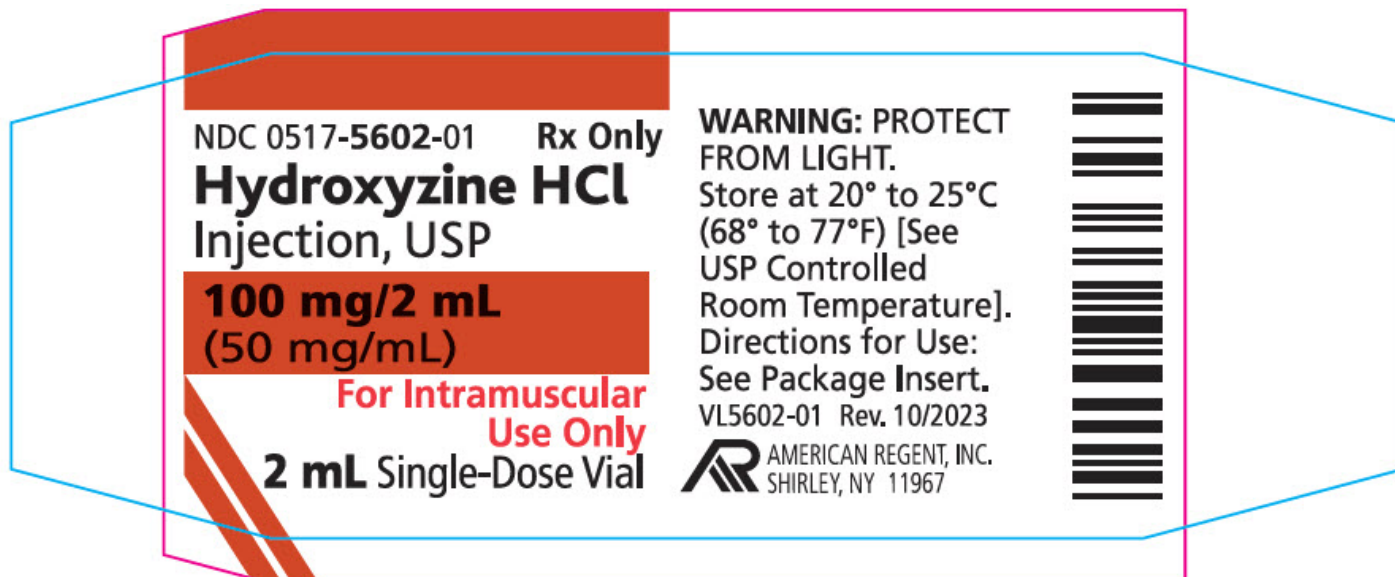 NDC 0517-5602-01 Rx Only
Hydroxyzine HCl
Injection, USP
100 mg/2 mL
(50 mg/mL)
For Intramuscular
Use Only
2 mL Single-Dose Vial
WARNING: PROTECT
FROM LIGHT.
Store at 20° to 25°C
(68° to 77°F) [See
USP Controlled
Room Temperature].
Directions for Use:
See Package Insert.
VL5602-01 Rev. 10/2023
AMERICAN REGENT, INC.
SHIRLEY, NY 11967